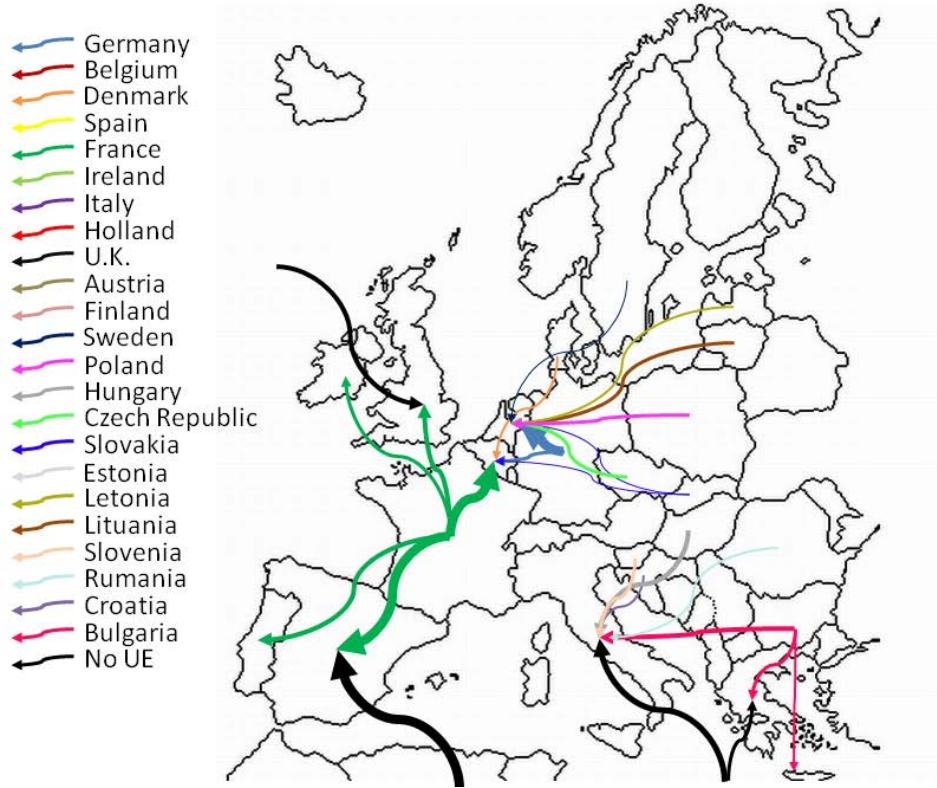 Germany
Belgium
Denmark
Spain
France
Ireland
Italy
Holland
U.K.
Austria
Finland
Sweden
Poland
Hungary
Czech Republic
Slovakia
Estonia
Letonia
Lituania
Slovenia
Rumania
Croatia
Bulgaria
No UE